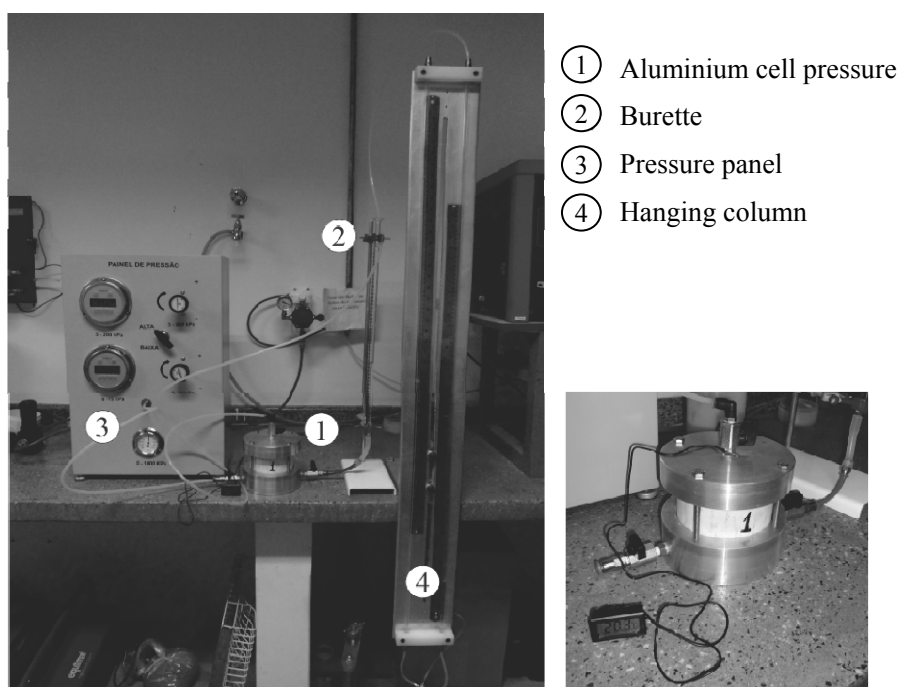 1 Aluminium cell pressure
2 Burette
3 Pressure panel
4 Hanging column
PAINEL DE PRESSÃO
ALTA
BAIXA
2
3
1
4
1
1